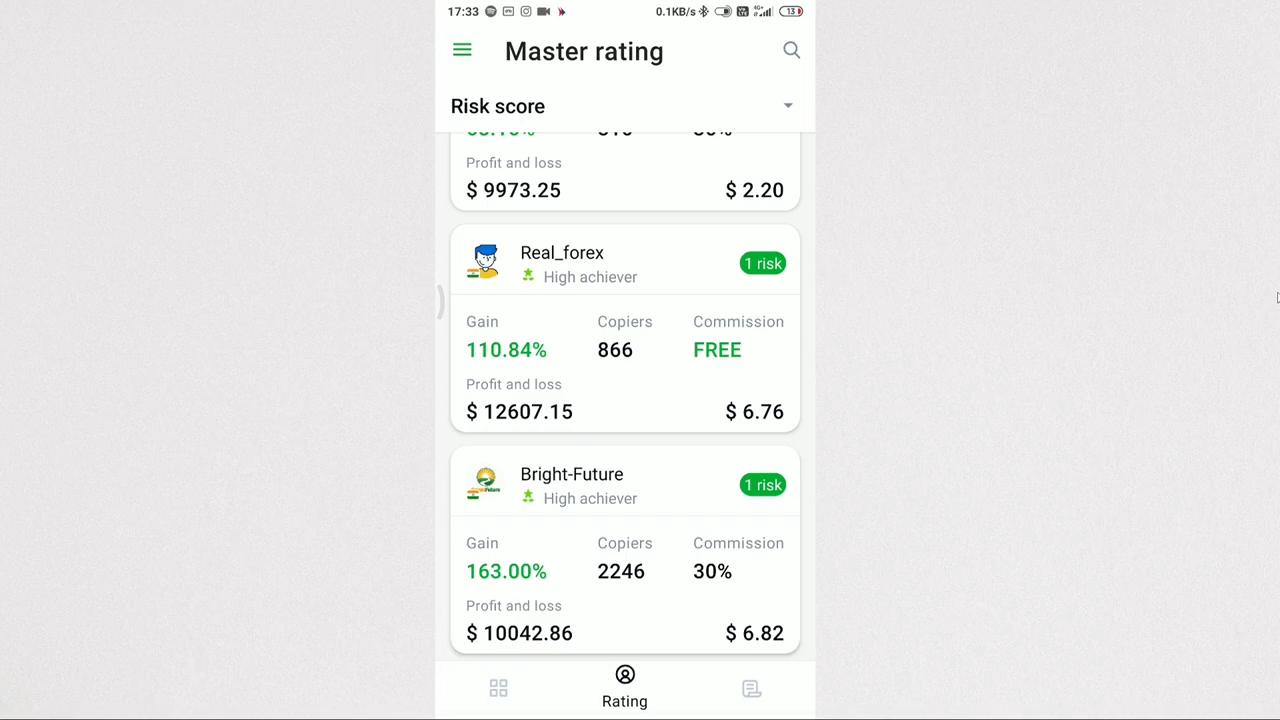 17:33 0.1KB/s 4G+ 13
Master rating
Risk score
Profit and loss
$ 9973.25 $ 2.20
Real_forex
1 risk
High achiever
Gain Copiers Commission
110.84% 866 FREE
Profit and loss
$ 12607.15 $ 6.76
Bright-Future
1 risk
High achiever
Gain Copiers Commission
163.00% 2246 30%
Profit and loss
$ 10042.86 $ 6.82
Rating